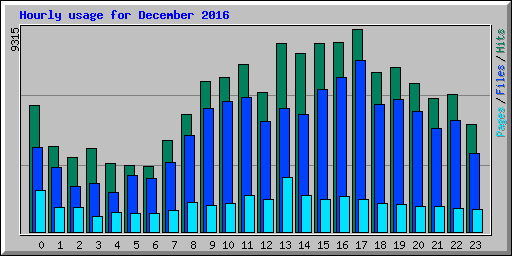 Hourly usage for December 2016
9315
Pages/Files/Hits
0 1 2 3 4 5 6 7 8 9 10 11 12 13 14 15 16 17 18 19 20 21 22 23